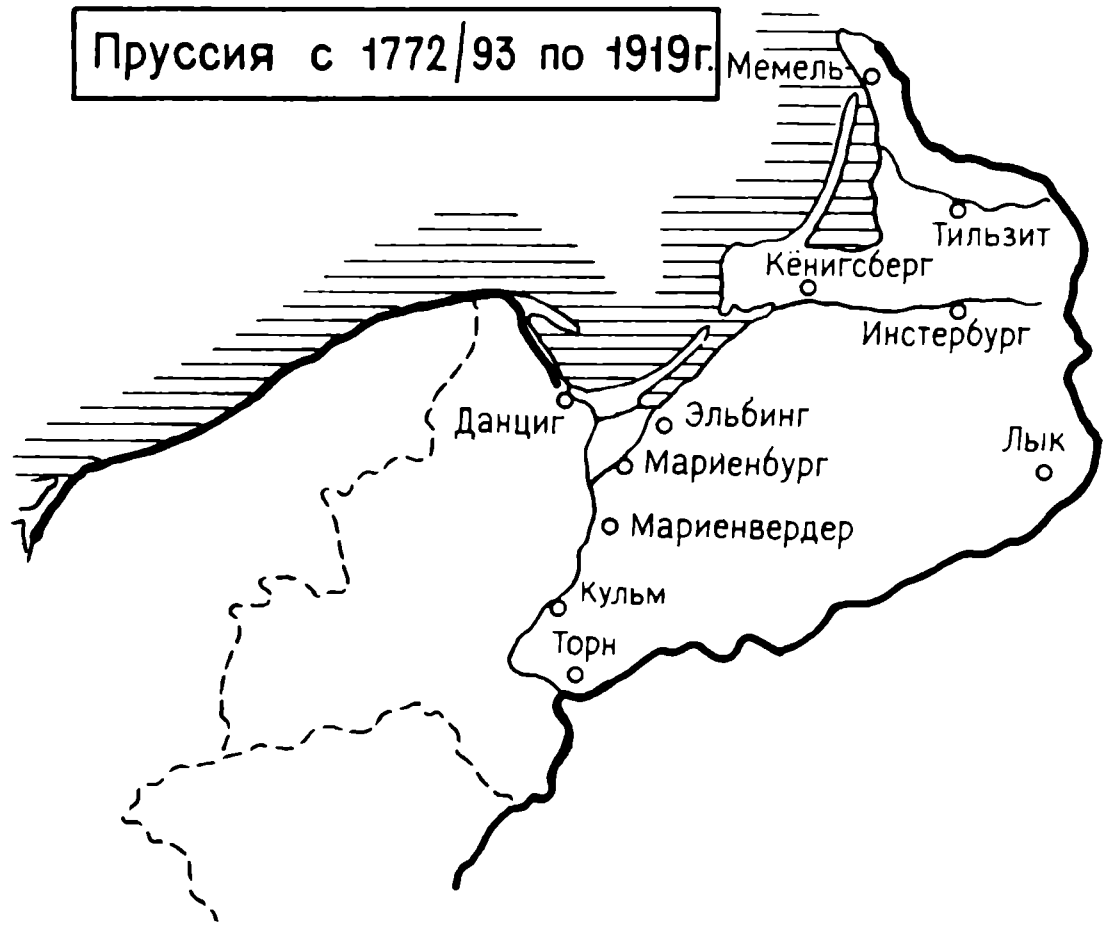 Пруссия с 1772/93 по 1919г.
Мемель
Тильзит
Кёнигсберг
Инстербург
Данциг
Эльбинг
Лык
Мариенбург
Мариенвердер
Кульм
Торн